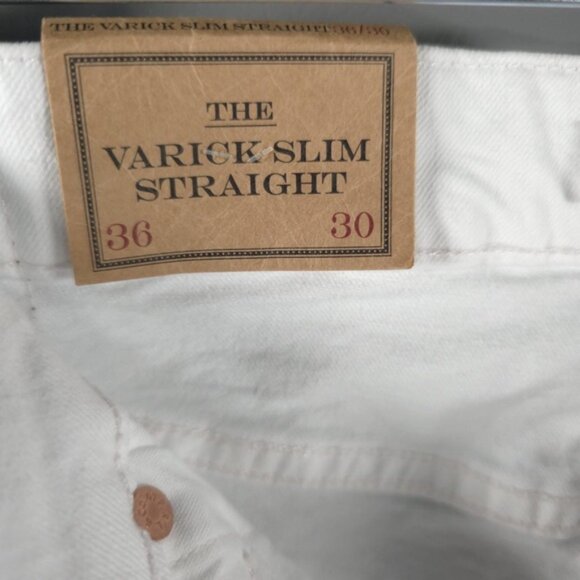 THE VARICK SLIM STRAIGHT 36/30
THE
VARICK SLIM
STRAIGHT
36 30